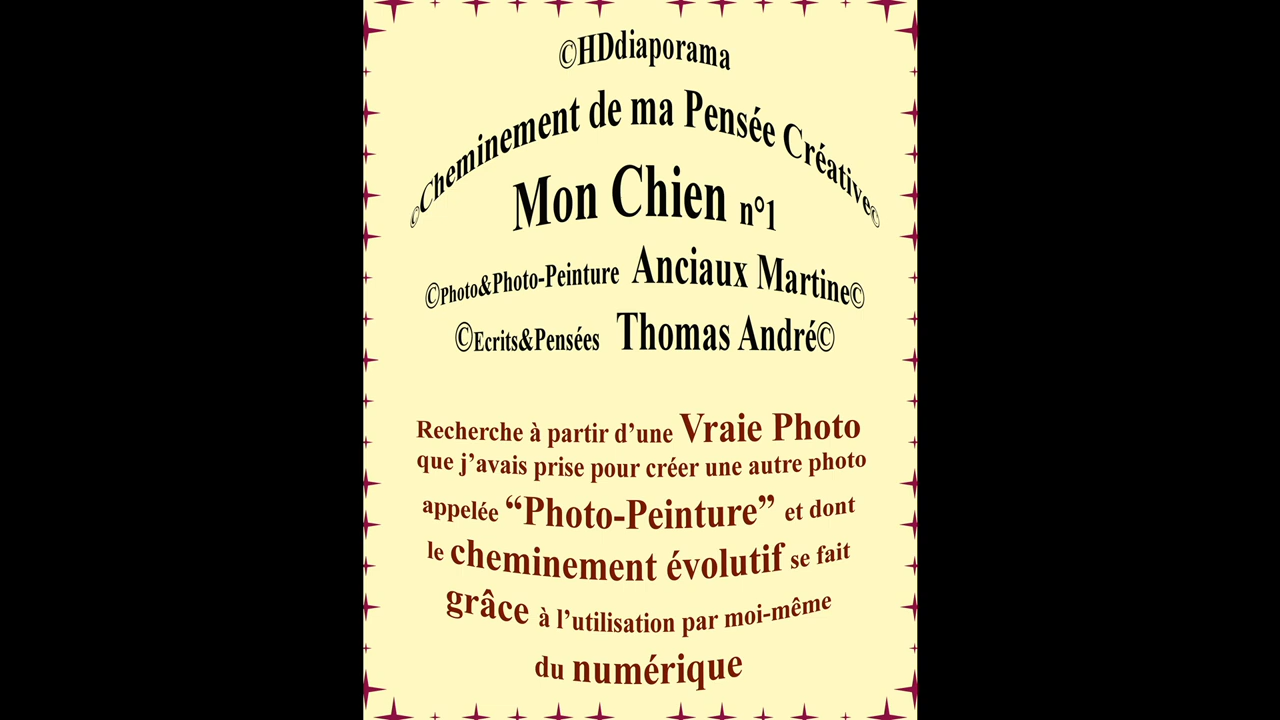 ©HDdiaporama
©Cheminement de ma Pensée Créative©
Mon Chien n°1
©Photo&Photo-Peinture Anciaux Martine©
©Ecrits&Pensées Thomas André©
Recherche à partir d’une Vraie Photo
que j’avais prise pour créer une autre photo
appelée “Photo-Peinture” et dont
le cheminement évolutif se fait
grâce à l’utilisation par moi-même
du numérique